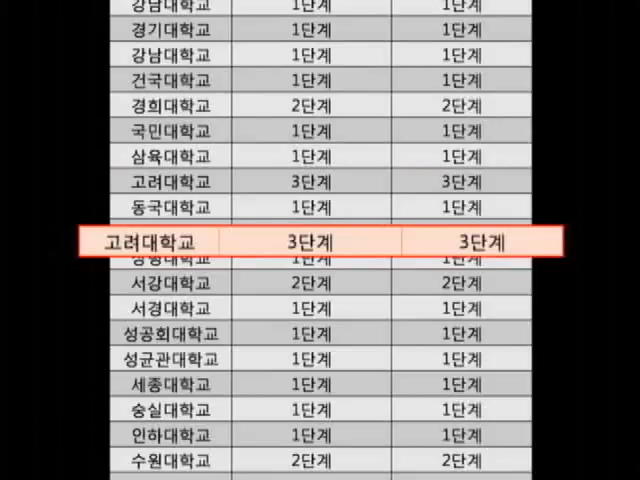 강남대학교 1단계 1단계
경기대학교 1단계 1단계
강남대학교 1단계 1단계
건국대학교 1단계 1단계
경희대학교 2단계 2단계
국민대학교 1단계 1단계
삼육대학교 1단계 1단계
고려대학교 3단계 3단계
동국대학교 1단계 1단계
고려대학교 3단계 3단계
1단계 1단계
서강대학교 2단계 2단계
서경대학교 1단계 1단계
성공회대학교 1단계 1단계
성균관대학교 1단계 1단계
세종대학교 1단계 1단계
숭실대학교 1단계 1단계
인하대학교 1단계 1단계
수원대학교 2단계 2단계